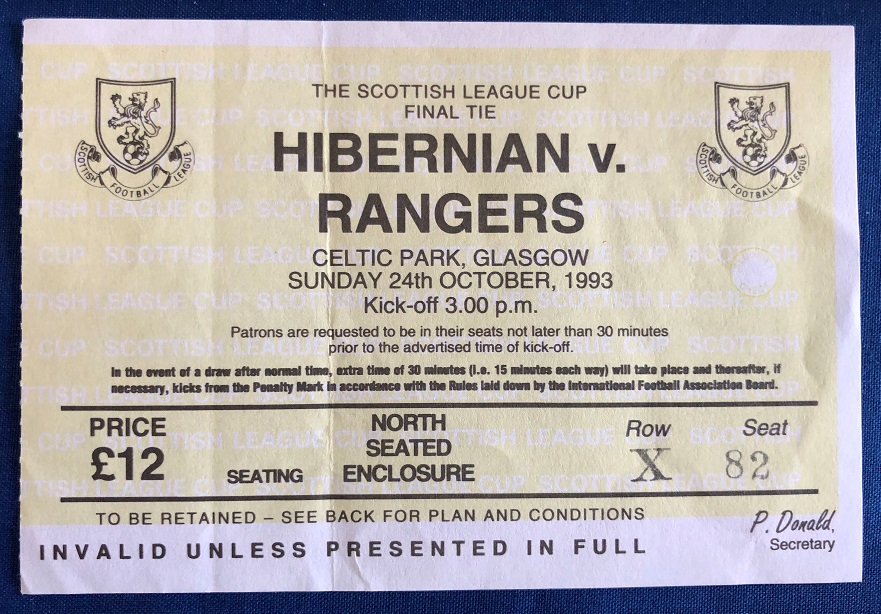 THE SCOTTISH LEAGUE CUP
FINAL TIE
HIBERNIAN v.
RANGERS
SCOTTISH FOOTBALL LEAGUE
SCOTTISH FOOTBALL LEAGUE
CELTIC PARK, GLASGOW
SUNDAY 24th OCTOBER, 1993
Kick-off 3.00 p.m.
Patrons are requested to be in their seats not later than 30 minutes
prior to the advertised time of kick-off.
In the event of a draw after normal time, extra time of 30 minutes (i.e. 15 minutes each way) will take place and thereafter, if
necessary, kicks from the Penalty Mark in accordance with the Rules laid down by the International Football Association Board.
PRICE
£12
SEATING
NORTH
SEATED
ENCLOSURE
Row
X
Seat
82
TO BE RETAINED – SEE BACK FOR PLAN AND CONDITIONS
INVALID UNLESS PRESENTED IN FULL
P. Donald,
Secretary